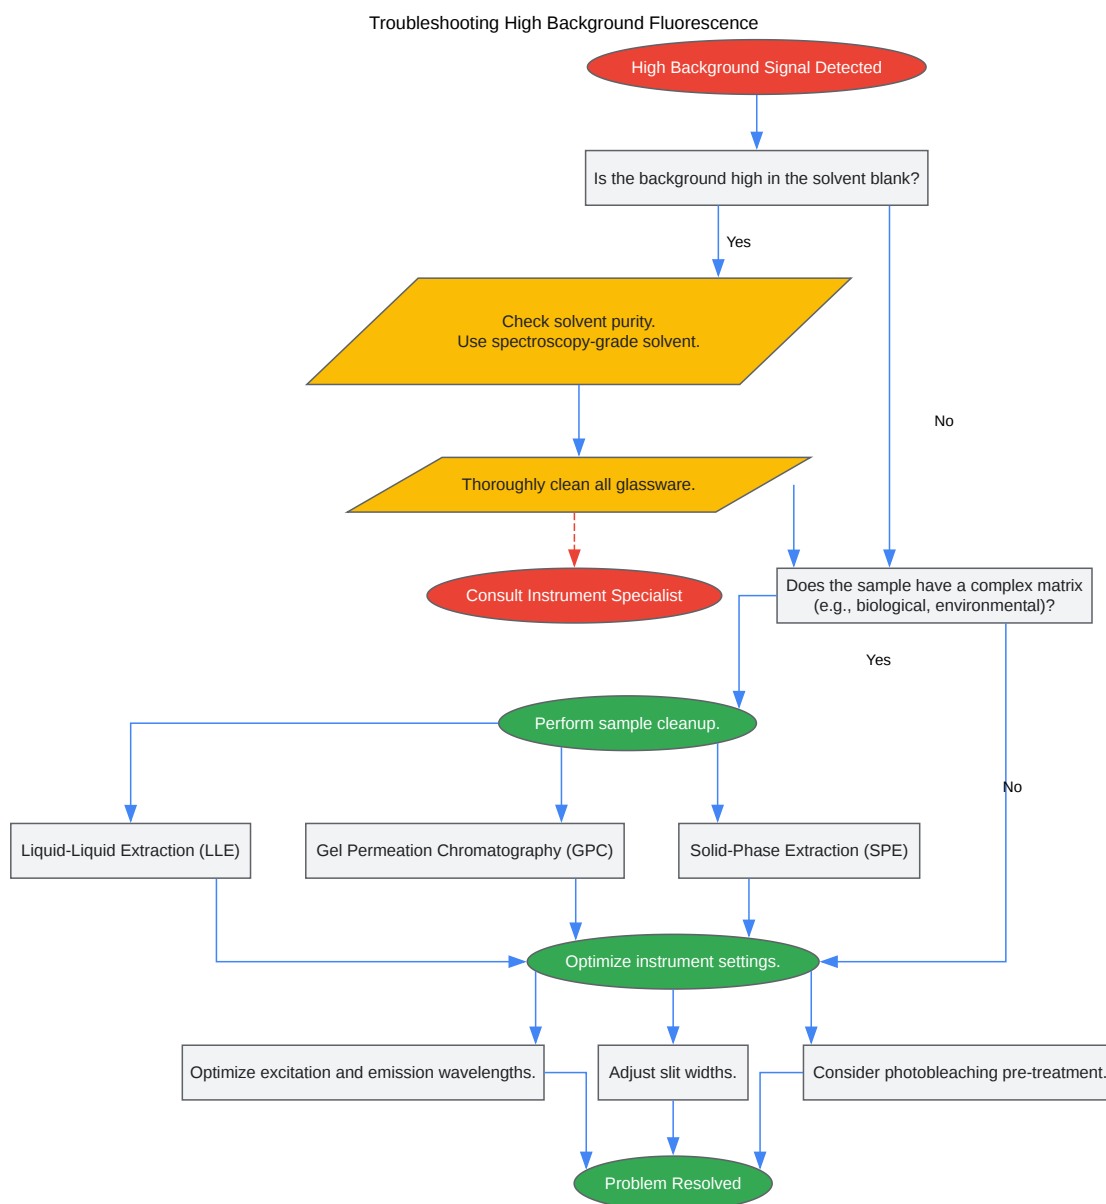 Troubleshooting High Background Fluorescence
High Background Signal Detected
Is the background high in the solvent blank?
Yes
Check solvent purity.
Use spectroscopy-grade solvent.
No
Thoroughly clean all glassware.
Consult Instrument Specialist
Does the sample have a complex matrix
(e.g., biological, environmental)?
Yes
Perform sample cleanup.
No
Liquid-Liquid Extraction (LLE)
Gel Permeation Chromatography (GPC)
Solid-Phase Extraction (SPE)
Optimize instrument settings.
Optimize excitation and emission wavelengths.
Adjust slit widths.
Consider photobleaching pre-treatment.
Problem Resolved